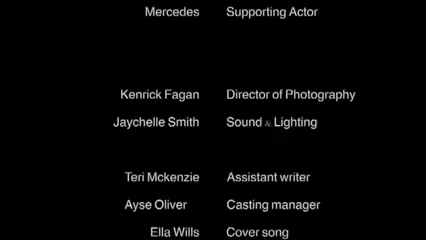 Mercedes Supporting Actor
Kenrick Fagan Director of Photography
Jaychelle Smith Sound & Lighting
Teri Mckenzie Assistant writer
Ayse Oliver Casting manager
Ella Wills Cover song